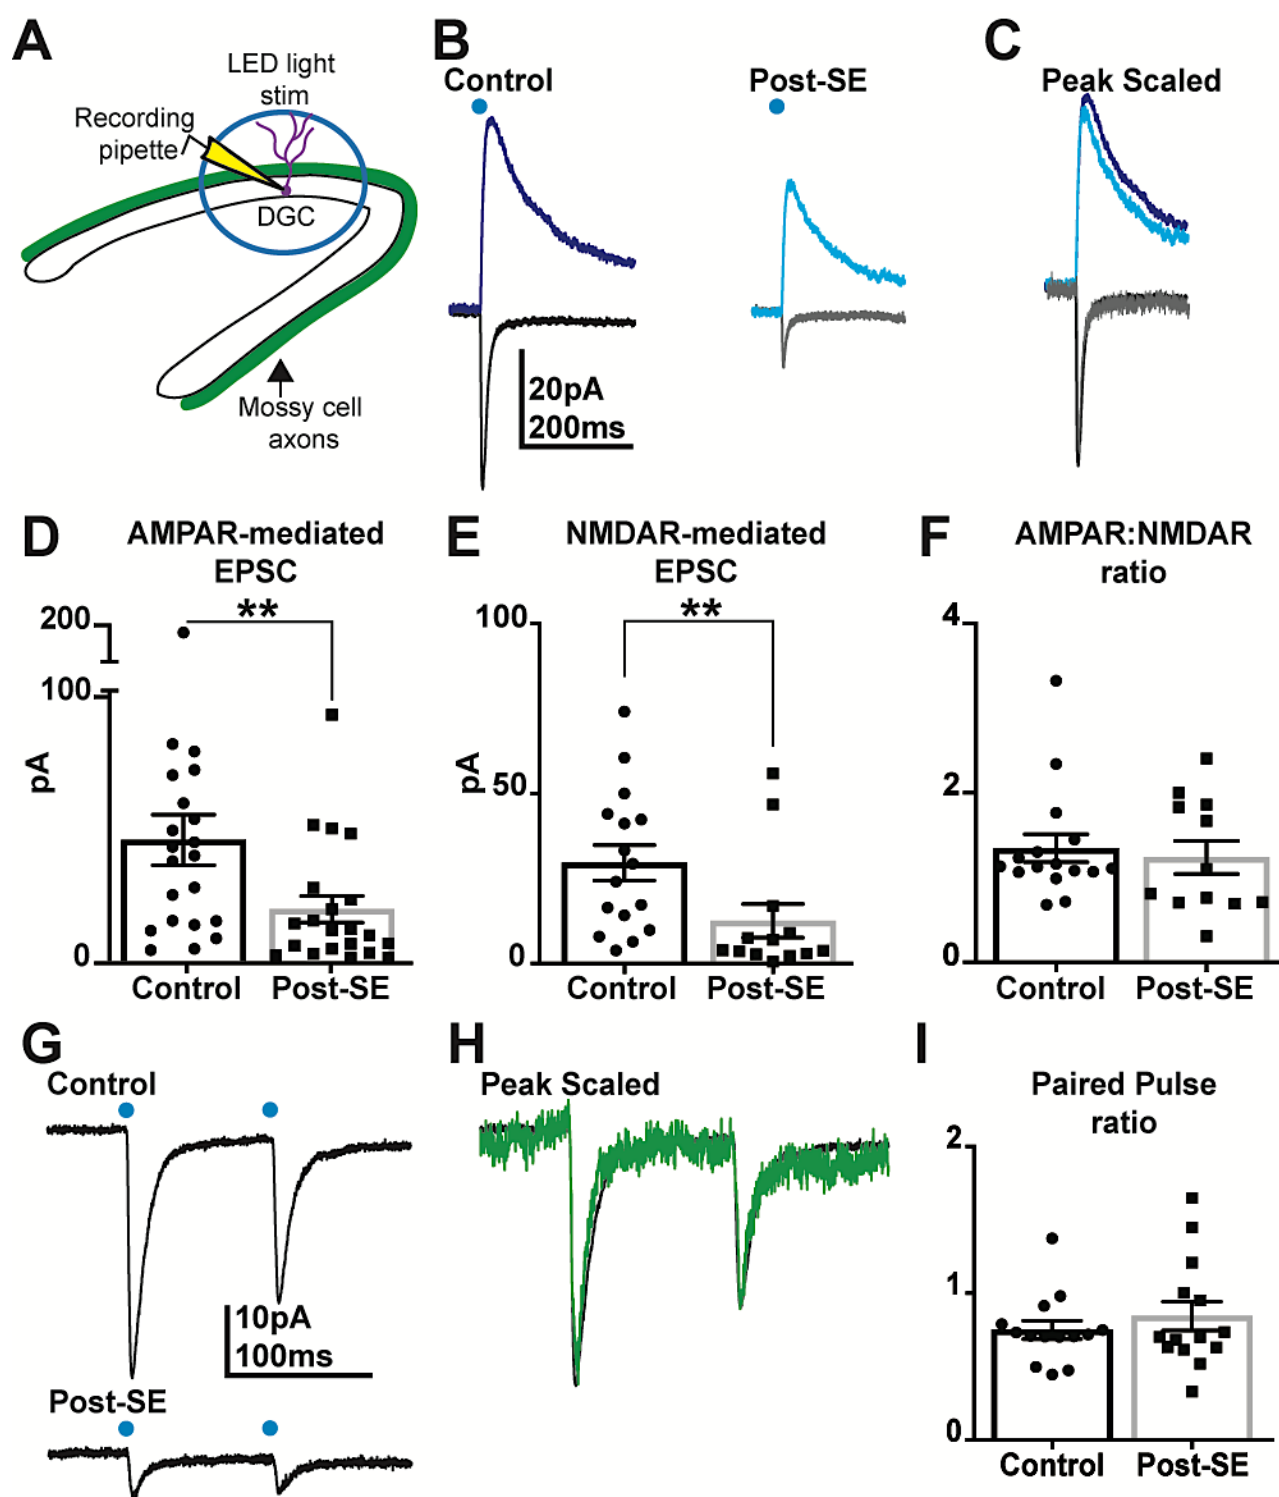 A
LED light
stim
Recording
pipette
DGC
Mossy cell
axons
B
Control
Post-SE
20pA
200ms
C
Peak Scaled
D
AMPAR-mediated
EPSC
**
200
100
0
pA
Control
Post-SE
E
NMDAR-mediated
EPSC
**
100
50
0
pA
Control
Post-SE
F
AMPAR:NMDAR
ratio
4
2
0
Control
Post-SE
G
Control
10pA
100ms
Post-SE
H
Peak Scaled
I
Paired Pulse
ratio
2
1
0
Control
Post-SE